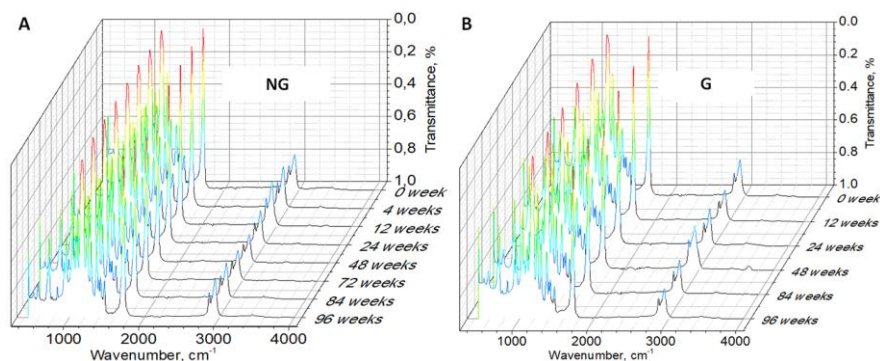 A
NG
0,0
0,2
0,4
0,6
0,8
1,0
Transmittance, %
0 week
4 weeks
12 weeks
24 weeks
48 weeks
72 weeks
84 weeks
96 weeks
1000 2000 3000 4000
Wavenumber, cm-1
B
G
0.0
0.2
0.4
0.6
0.8
1.0
Transmittance, %
0 week
12 weeks
24 weeks
48 weeks
84 weeks
96 weeks
1000 2000 3000 4000
Wavenumber, cm-1